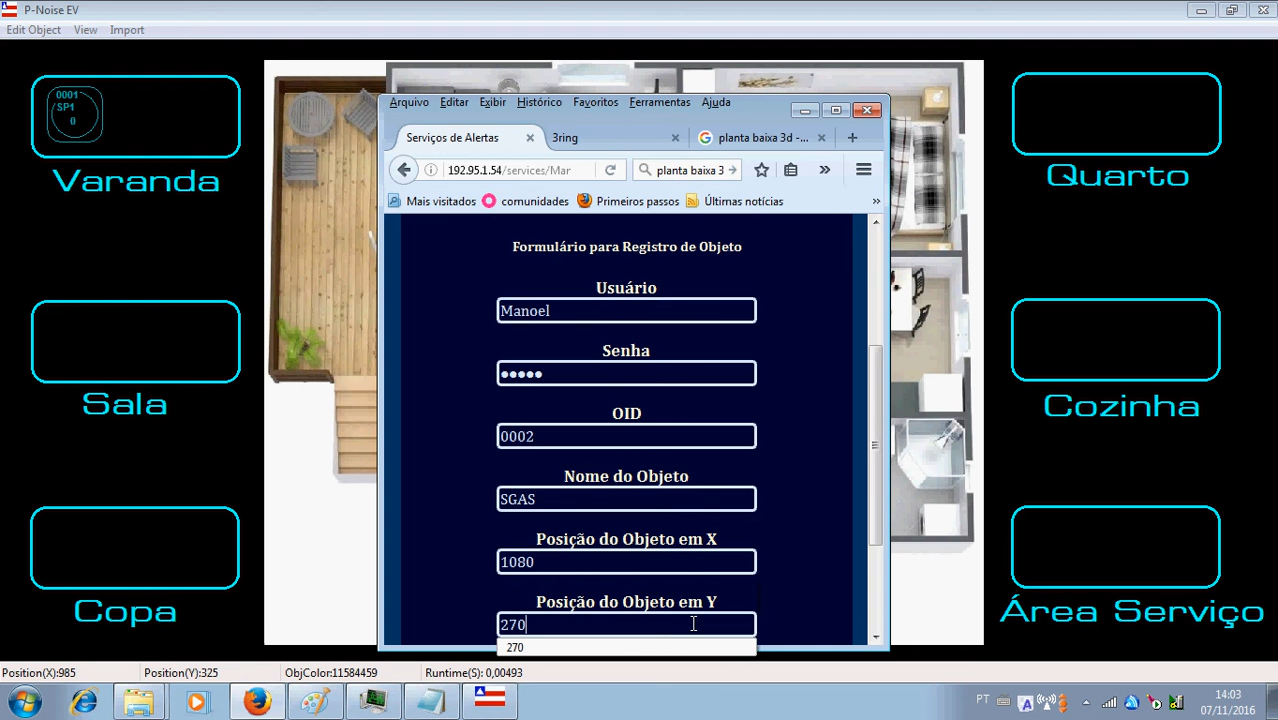 P-Noise EV
Edit Object View Import
0001
SP1
0
Varanda
Sala
Copa
Quarto
Cozinha
Área Serviço
Arquivo Editar Exibir Histórico Favoritos Ferramentas Ajuda
Serviços de Alertas 3ring planta baixa 3d -...
192.95.1.54/services/Mar planta baixa 3
Mais visitados comunidades Primeiros passos Últimas notícias
Formulário para Registro de Objeto
Usuário
Manoel
Senha
OID
0002
Nome do Objeto
SGAS
Posição do Objeto em X
1080
Posição do Objeto em Y
270
270
Position(X):985 Position(Y):325 ObjColor:11584459 Runtime(S): 0,00493
PT 14:03
07/11/2016